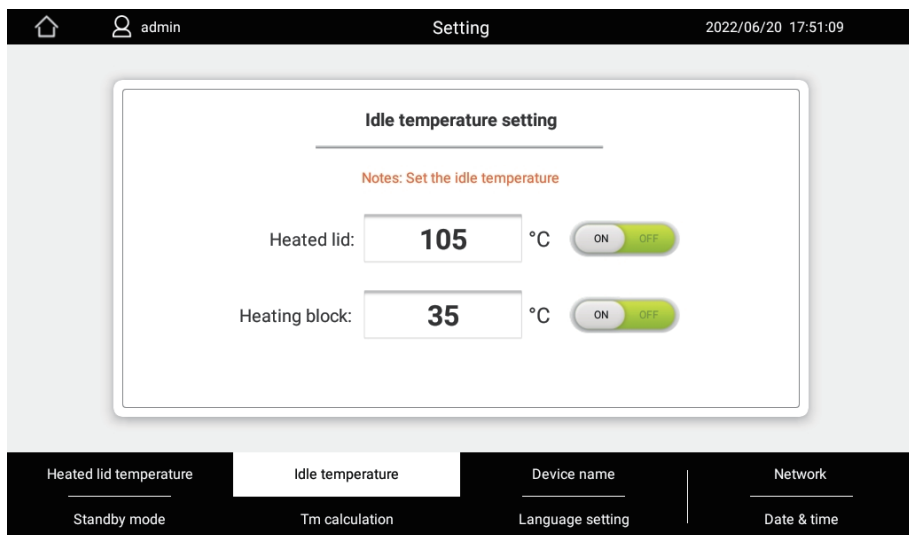 admin Setting 2022/06/20 17:51:09
Idle temperature setting
Notes: Set the idle temperature
Heated lid: 105 °C ON OFF
Heating block: 35 °C ON OFF
Heated lid temperature Idle temperature Device name Network
Standby mode Tm calculation Language setting Date & time